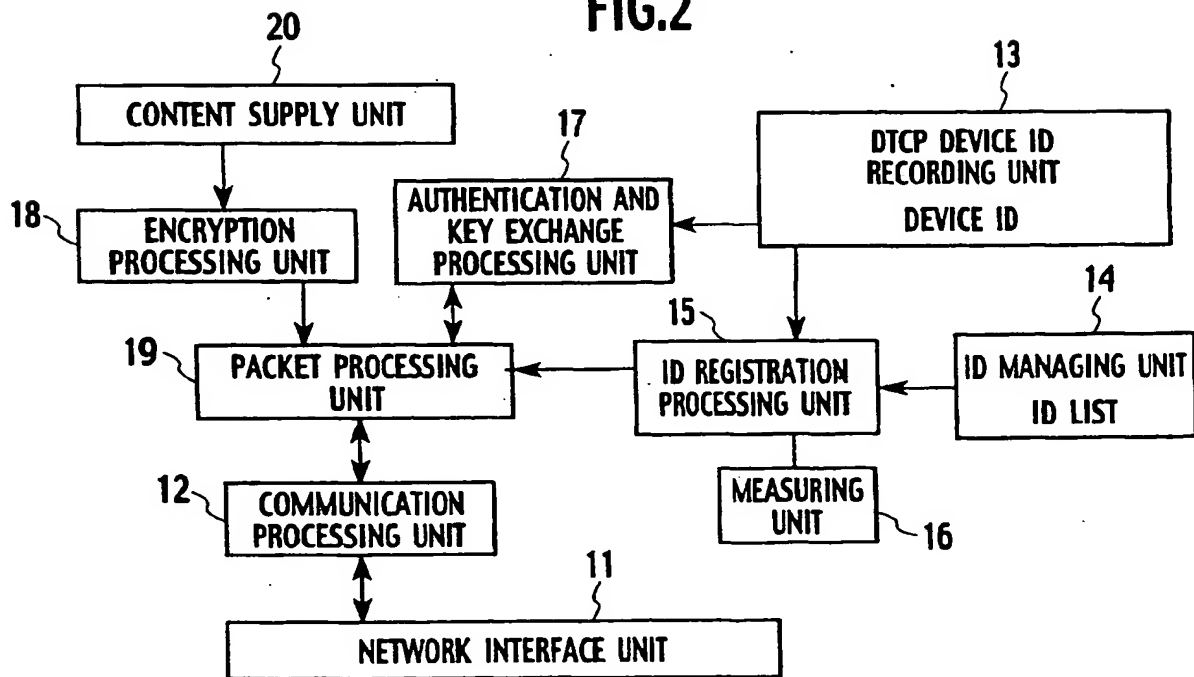 FIG.2
20
CONTENT SUPPLY UNIT
13
DTCP DEVICE ID
RECORDING UNIT
DEVICE ID
17
AUTHENTICATION AND
KEY EXCHANGE
PROCESSING UNIT
18
ENCRYPTION
PROCESSING UNIT
14
ID MANAGING UNIT
ID LIST
15
ID REGISTRATION
PROCESSING UNIT
19
PACKET PROCESSING
UNIT
MEASURING
UNIT
16
12
COMMUNICATION
PROCESSING UNIT
11
NETWORK INTERFACE UNIT